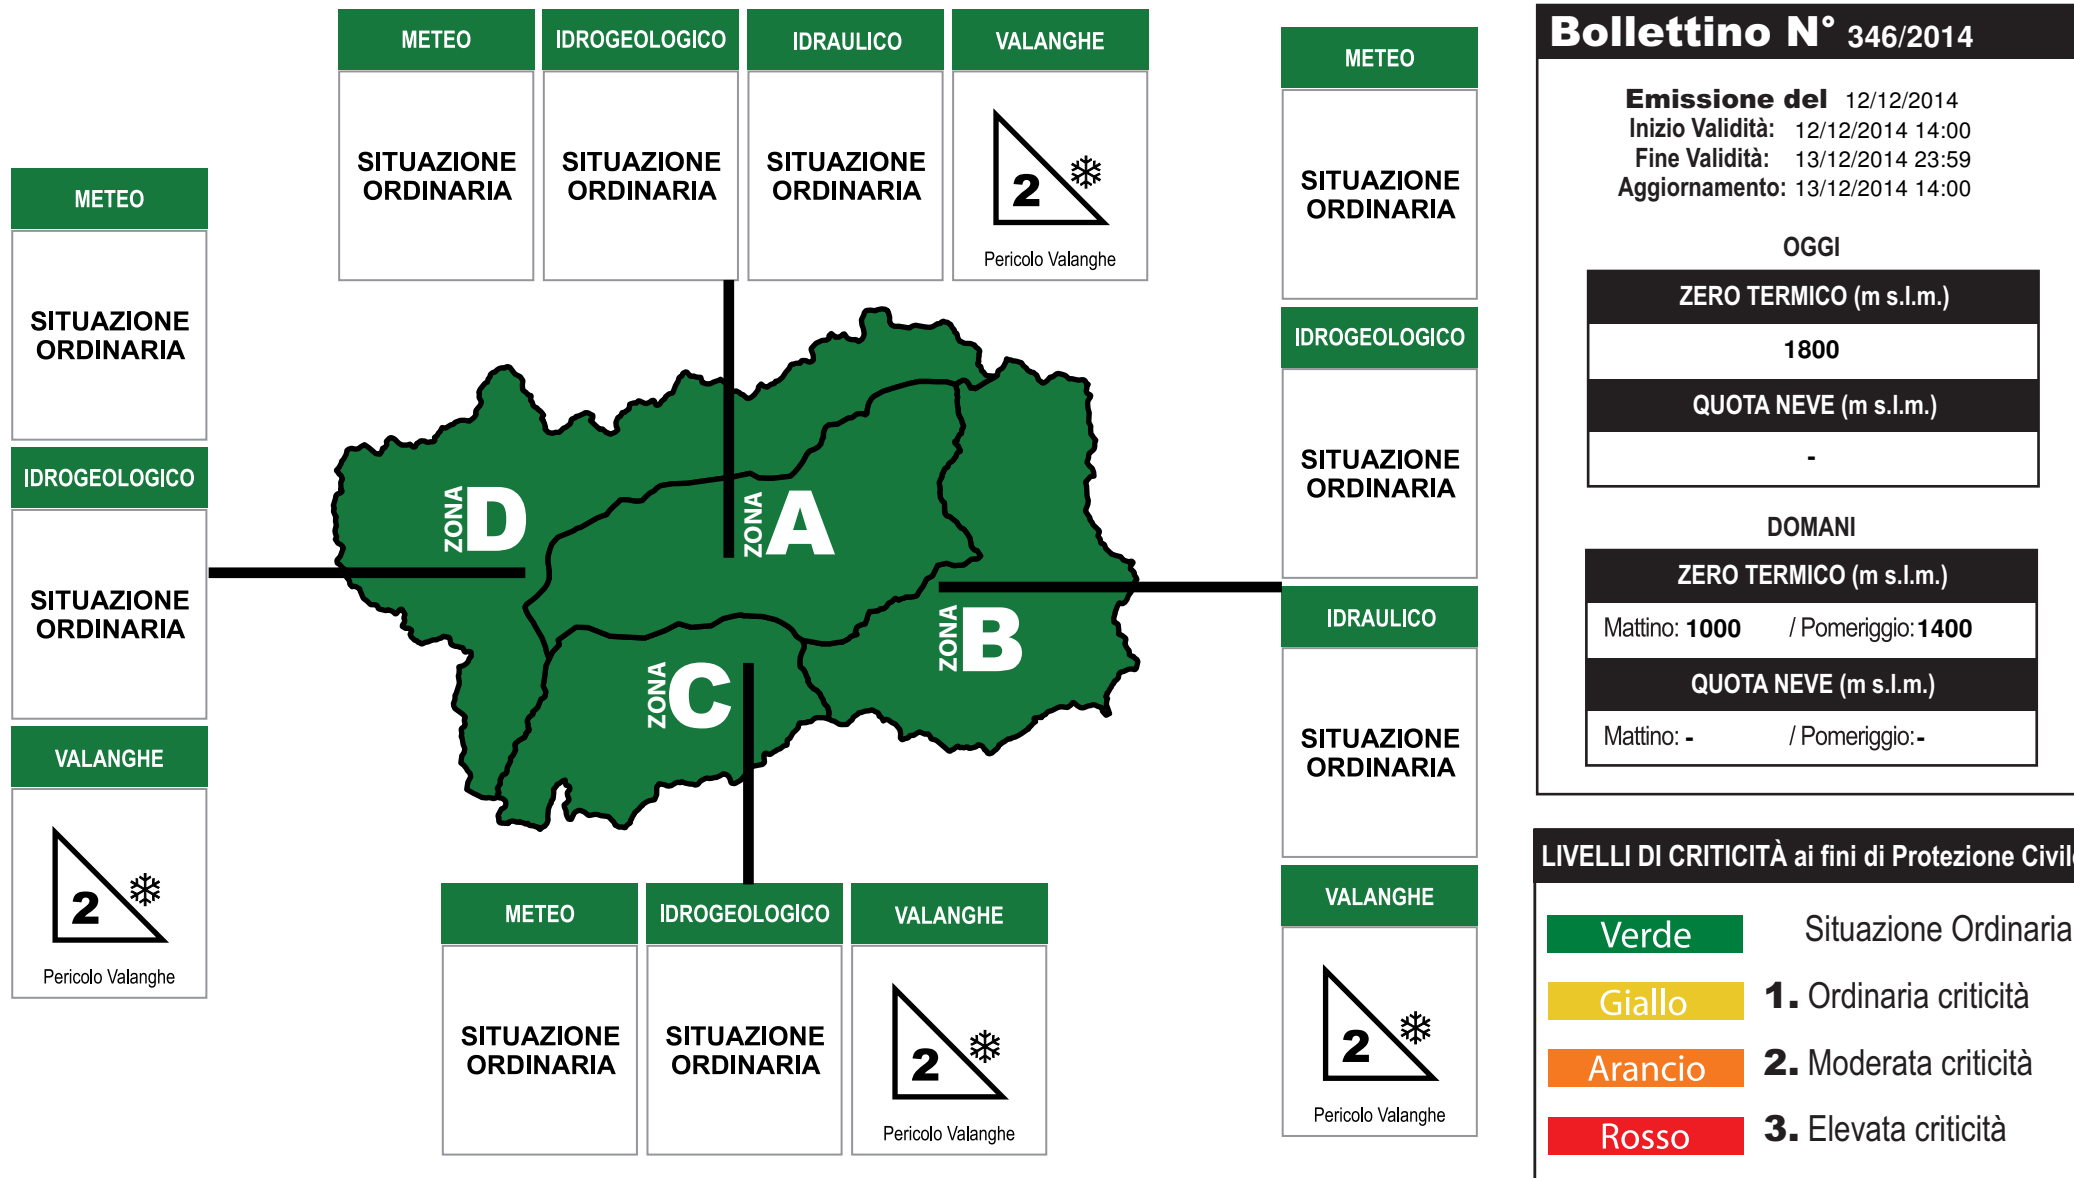 METEO
SITUAZIONE
ORDINARIA
IDROGEOLOGICO
SITUAZIONE
ORDINARIA
IDRAULICO
SITUAZIONE
ORDINARIA
VALANGHE
2
Pericolo Valanghe
METEO
SITUAZIONE
ORDINARIA
IDROGEOLOGICO
SITUAZIONE
ORDINARIA
VALANGHE
2
Pericolo Valanghe
ZONA D
ZONA A
ZONA B
ZONA C
METEO
SITUAZIONE
ORDINARIA
IDROGEOLOGICO
SITUAZIONE
ORDINARIA
VALANGHE
2
Pericolo Valanghe
METEO
SITUAZIONE
ORDINARIA
IDROGEOLOGICO
SITUAZIONE
ORDINARIA
IDRAULICO
SITUAZIONE
ORDINARIA
VALANGHE
2
Pericolo Valanghe
Bollettino N° 346/2014
Emissione del 12/12/2014
Inizio Validità: 12/12/2014 14:00
Fine Validità: 13/12/2014 23:59
Aggiornamento: 13/12/2014 14:00
OGGI
ZERO TERMICO (m s.l.m.)
1800
QUOTA NEVE (m s.l.m.)
-
DOMANI
ZERO TERMICO (m s.l.m.)
Mattino: 1000 / Pomeriggio: 1400
QUOTA NEVE (m s.l.m.)
Mattino: - / Pomeriggio: -
LIVELLI DI CRITICITÀ ai fini di Protezione Civile
Verde Situazione Ordinaria
Giallo 1. Ordinaria criticità
Arancio 2. Moderata criticità
Rosso 3. Elevata criticità